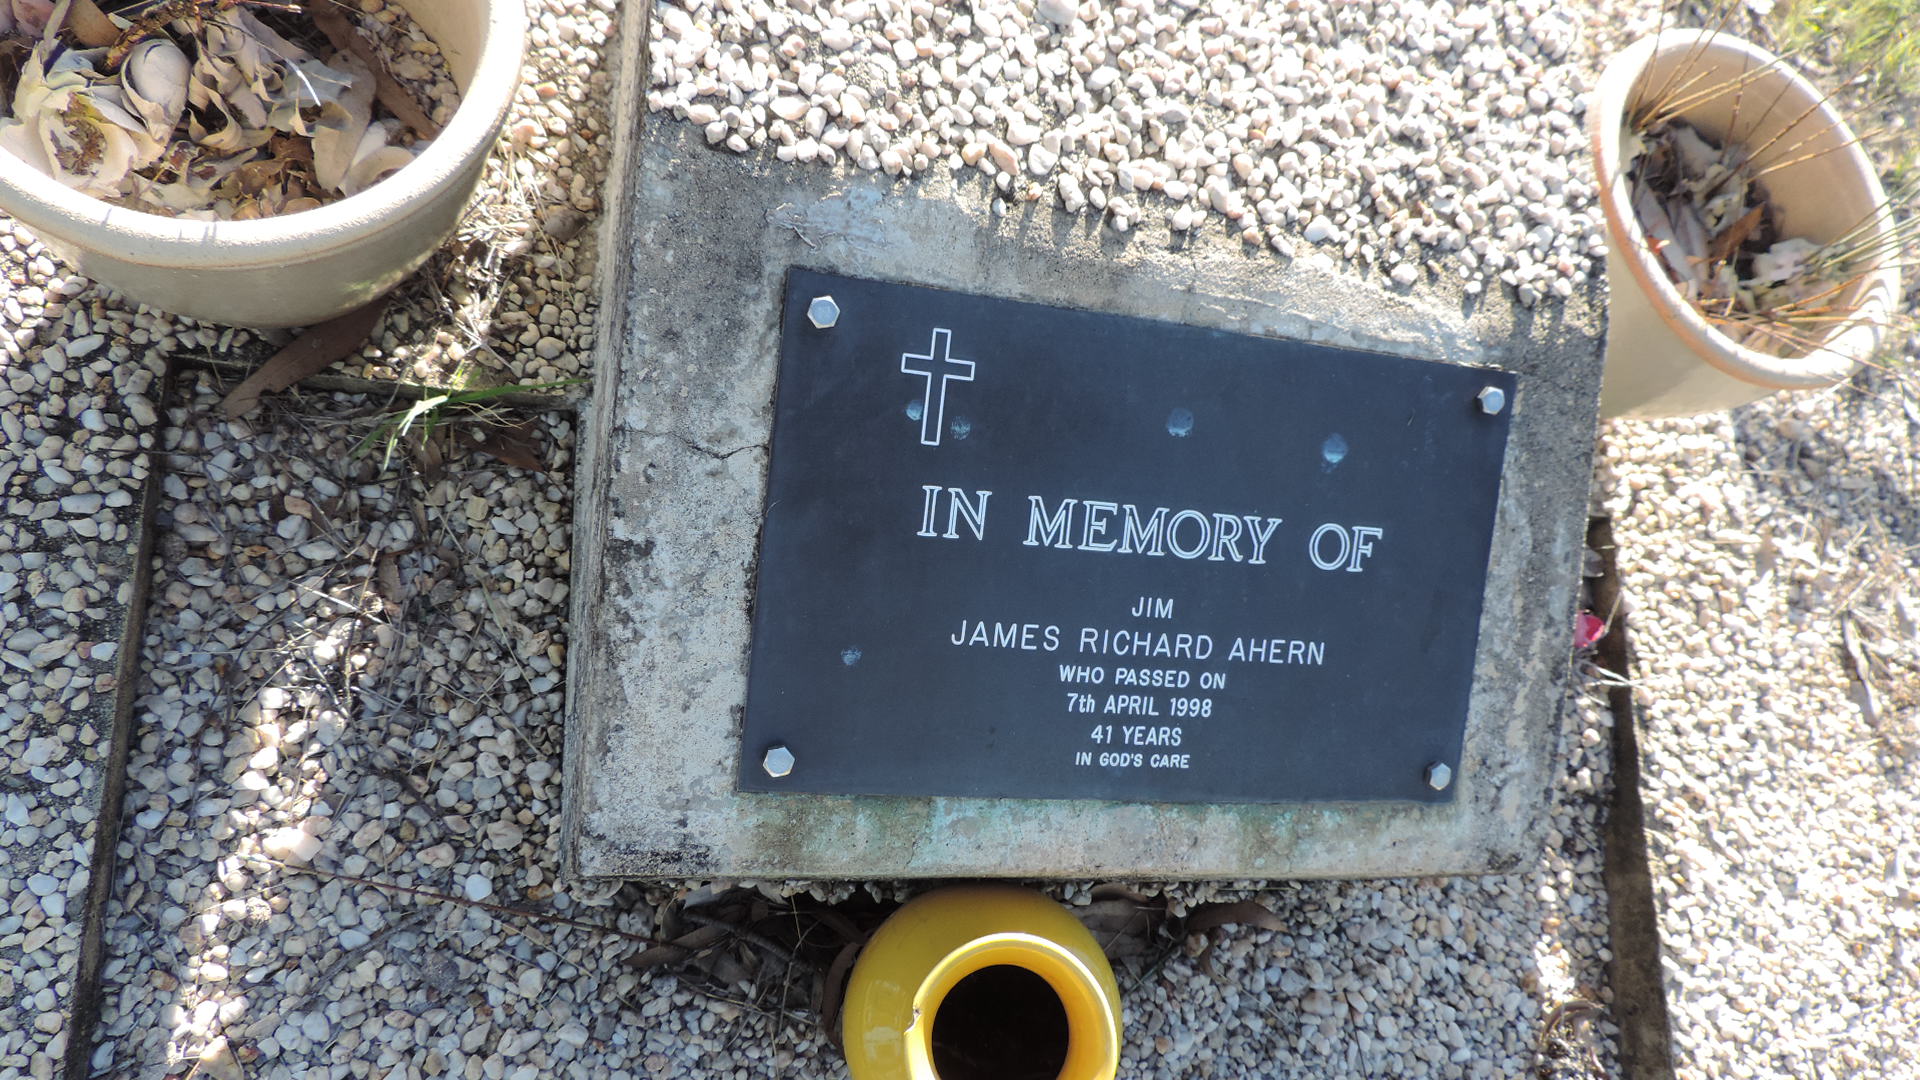 IN MEMORY OF
JIM
JAMES RICHARD AHERN
WHO PASSED ON
7th APRIL 1998
41 YEARS
IN GOD'S CARE